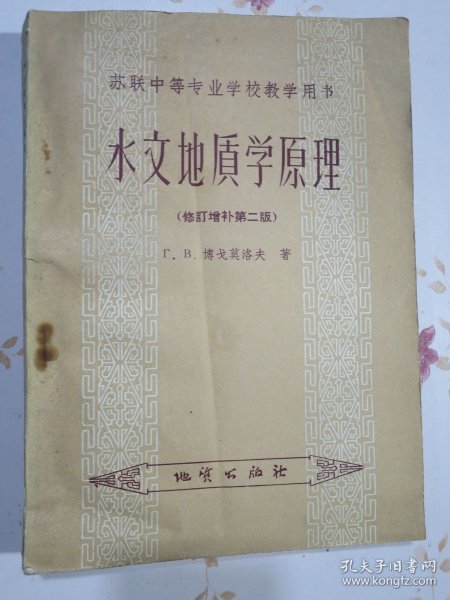 苏联中等专业学校教学用书
水文地质学原理
(修訂增补第二版)
Г. В. 博戈莫洛夫 著
地质出版社
孔夫子旧书网
www.kongfz.com